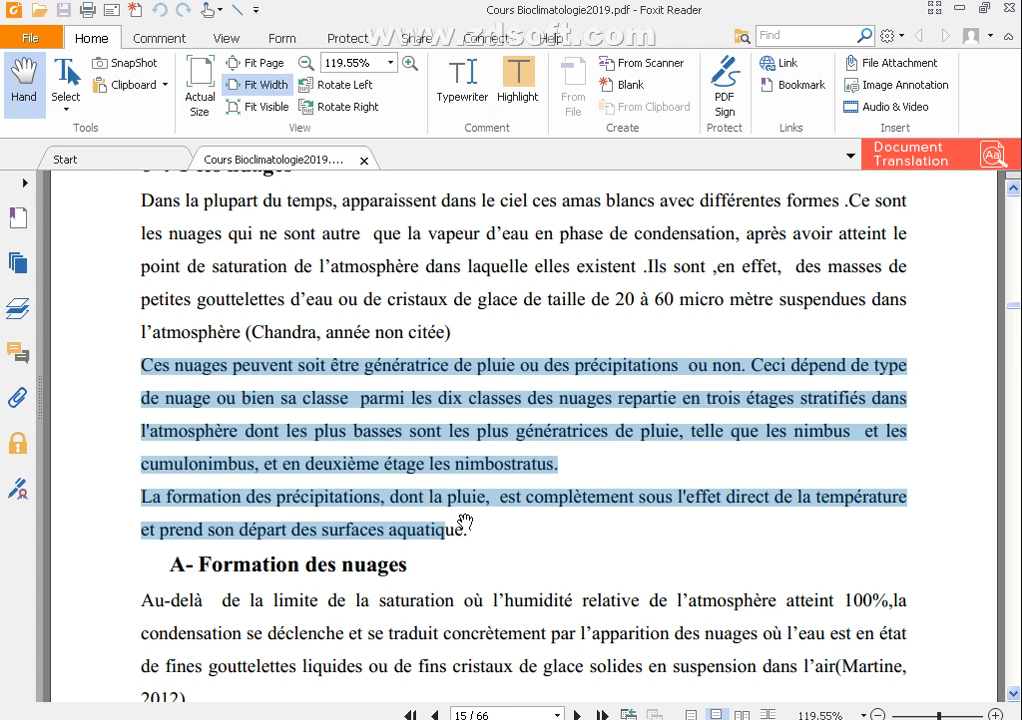 Cours Bioclimatologie2019.pdf - Foxit Reader
File Home Comment View Form Protect Share Connect Help Find
www.zdsoft.com
Hand Select SnapShot Clipboard Actual Size Fit Page Fit Width Fit Visible 119.55% Rotate Left Rotate Right Typewriter Highlight From File From Scanner Blank From Clipboard PDF Sign Link Bookmark File Attachment Image Annotation Audio & Video
Tools View Comment Create Protect Links Insert
Start Cours Bioclimatologie2019.... Document Translation
Dans la plupart du temps, apparaissent dans le ciel ces amas blancs avec différentes formes .Ce sont
les nuages qui ne sont autre que la vapeur d’eau en phase de condensation, après avoir atteint le
point de saturation de l’atmosphère dans laquelle elles existent .Ils sont ,en effet, des masses de
petites gouttelettes d’eau ou de cristaux de glace de taille de 20 à 60 micro mètre suspendues dans
l’atmosphère (Chandra, année non citée)
Ces nuages peuvent soit être génératrice de pluie ou des précipitations ou non. Ceci dépend de type
de nuage ou bien sa classe parmi les dix classes des nuages repartie en trois étages stratifiés dans
l'atmosphère dont les plus basses sont les plus génératrices de pluie, telle que les nimbus et les
cumulonimbus, et en deuxième étage les nimbostratus.
La formation des précipitations, dont la pluie, est complètement sous l'effet direct de la température
et prend son départ des surfaces aquatique.
A- Formation des nuages
Au-delà de la limite de la saturation où l’humidité relative de l’atmosphère atteint 100%,la
condensation se déclenche et se traduit concrètement par l’apparition des nuages où l’eau est en état
de fines gouttelettes liquides ou de fins cristaux de glace solides en suspension dans l’air(Martine,
2012)
15 / 66 119.55%